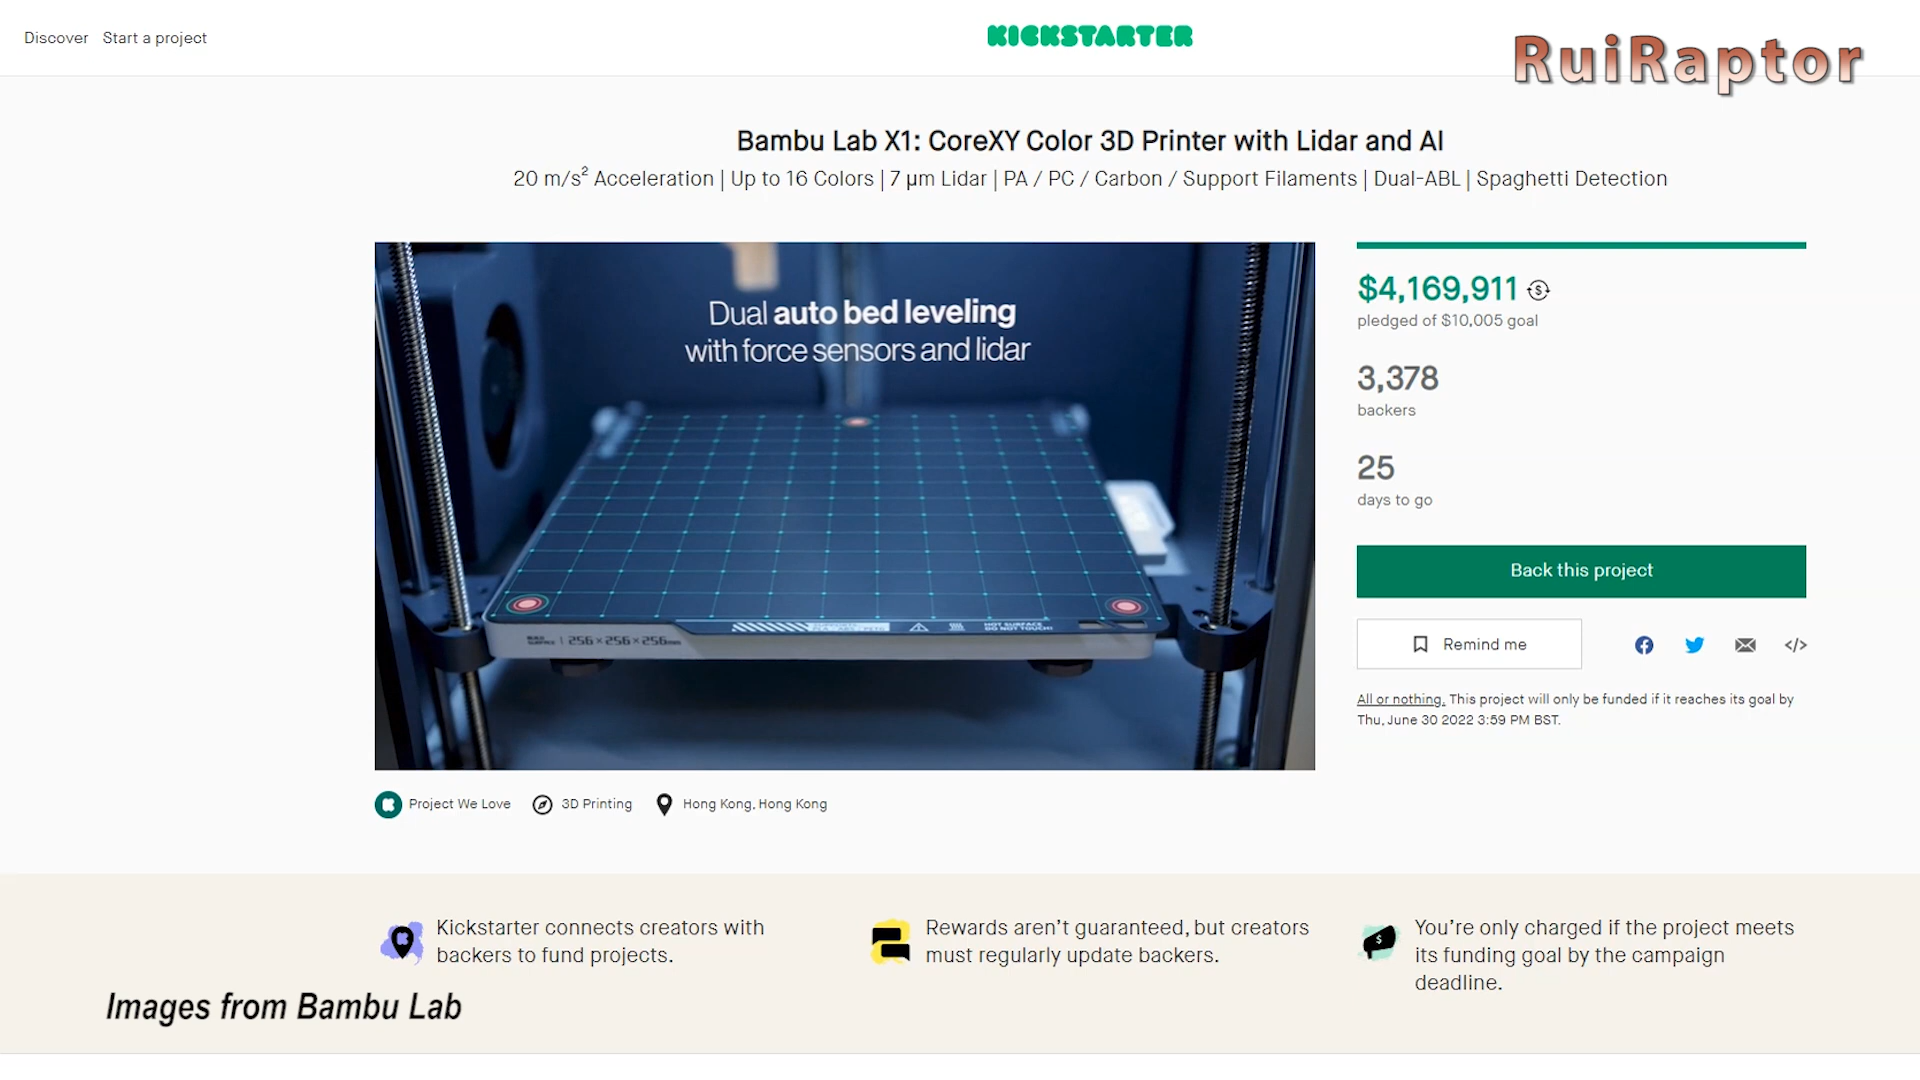 Discover Start a project
KICKSTARTER
RuiRaptor
Bambu Lab X1: CoreXY Color 3D Printer with Lidar and AI
20 m/s² Acceleration | Up to 16 Colors | 7 µm Lidar | PA / PC / Carbon / Support Filaments | Dual-ABL | Spaghetti Detection
Dual auto bed leveling
with force sensors and lidar
256×256×256mm
HOT SURFACE
DO NOT TOUCH!
$4,169,911
pledged of $10,005 goal
3,378
backers
25
days to go
Back this project
Remind me
All or nothing. This project will only be funded if it reaches its goal by
Thu, June 30 2022 3:59 PM BST.
Project We Love 3D Printing Hong Kong, Hong Kong
Kickstarter connects creators with
backers to fund projects.
Rewards aren't guaranteed, but creators
must regularly update backers.
You're only charged if the project meets
its funding goal by the campaign
deadline.
Images from Bambu Lab